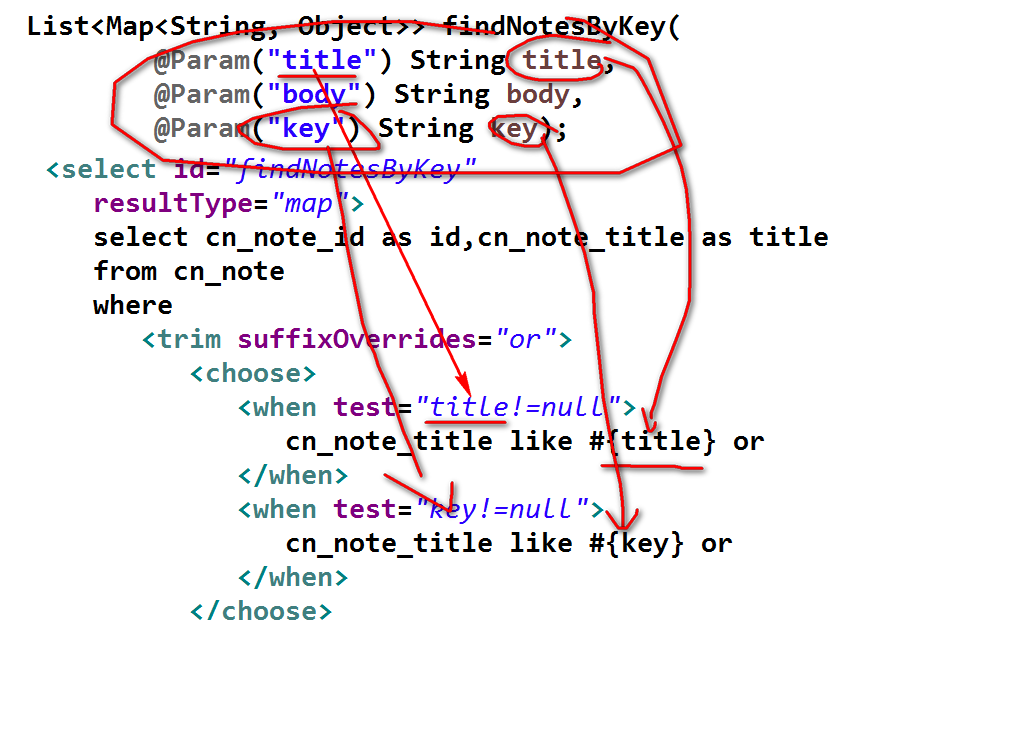 List<Map<String, Object>> findNotesByKey(
@Param("title") String title,
@Param("body") String body,
@Param("key") String key);
<select id="findNotesByKey"
resultType="map">
select cn_note_id as id,cn_note_title as title
from cn_note
where
<trim suffixOverrides="or">
<choose>
<when test="title!=null">
cn_note_title like #{title} or
</when>
<when test="key!=null">
cn_note_title like #{key} or
</when>
</choose>